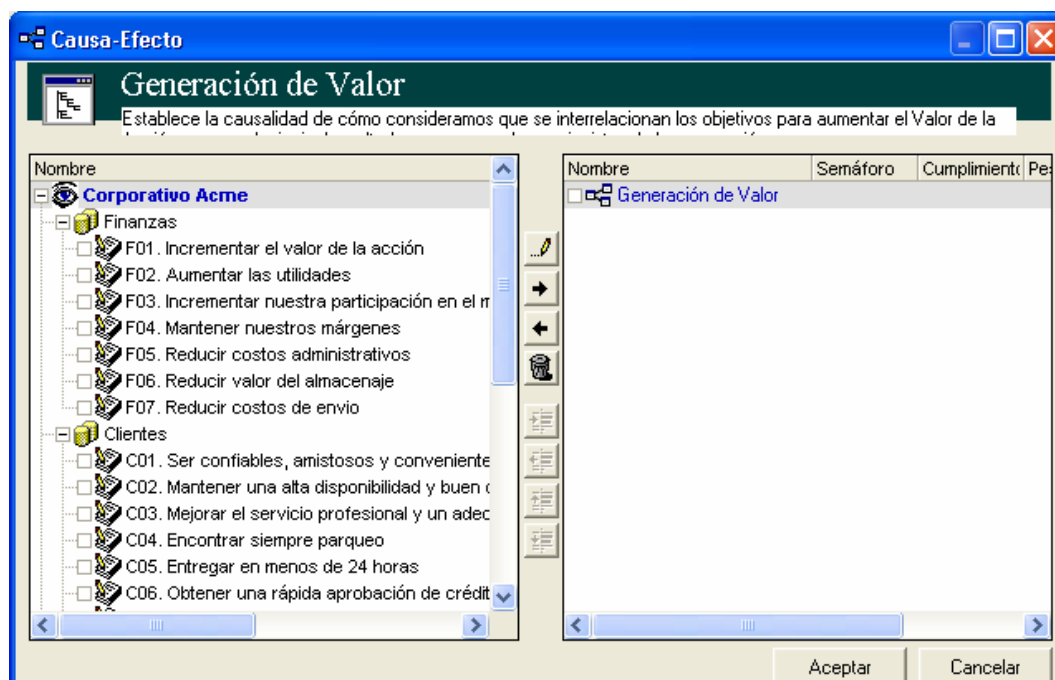 Causa-Efecto
Generación de Valor
Establece la causalidad de cómo consideramos que se interrelacionan los objetivos para aumentar el Valor de la
Nombre
Corporativo Acme
Finanzas
F01. Incrementar el valor de la acción
F02. Aumentar las utilidades
F03. Incrementar nuestra participación en el m
F04. Mantener nuestros márgenes
F05. Reducir costos administrativos
F06. Reducir valor del almacenaje
F07. Reducir costos de envio
Clientes
C01. Ser confiables, amistosos y conveniente
C02. Mantener una alta disponibilidad y buen
C03. Mejorar el servicio profesional y un adec
C04. Encontrar siempre parqueo
C05. Entregar en menos de 24 horas
C06. Obtener una rápida aprobación de crédit
Nombre Semáforo Cumplimiento Pe
Generación de Valor
Aceptar Cancelar